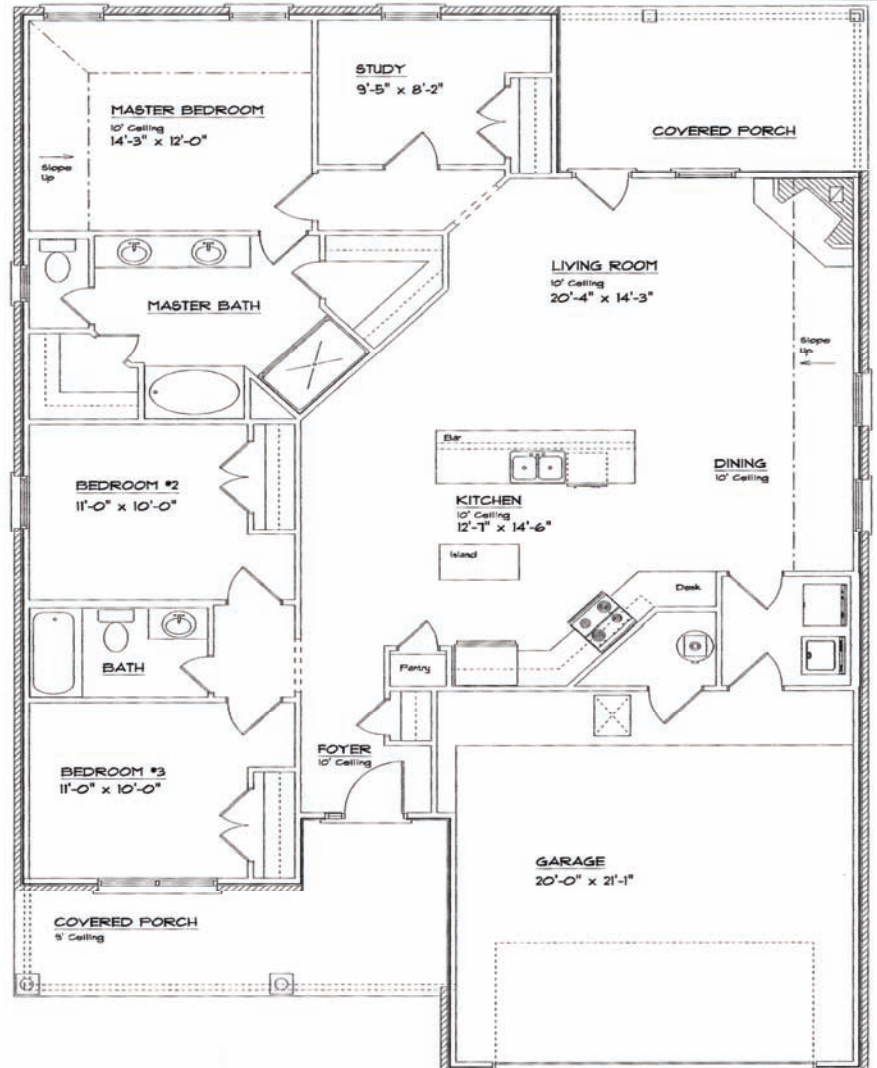 STUDY
9'-5" x 8'-2"
MASTER BEDROOM
10' Ceiling
14'-3" x 12'-0"
COVERED PORCH
Slope
Up
LIVING ROOM
10' Ceiling
20'-4" x 14'-3"
MASTER BATH
Slope
Up
Bar
DINING
10' Ceiling
BEDROOM #2
11'-0" x 10'-0"
KITCHEN
10' Ceiling
12'-7" x 14'-6"
Island
Desk
BATH
Pantry
FOYER
10' Ceiling
BEDROOM #3
11'-0" x 10'-0"
GARAGE
20'-0" x 21'-1"
COVERED PORCH
9' Ceiling